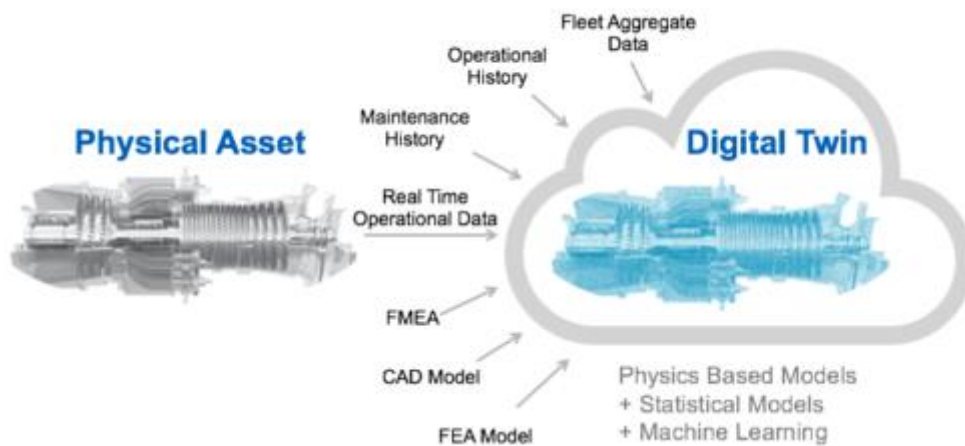 Fleet Aggregate
Data
Operational
History
Maintenance
History
Physical Asset
Digital Twin
Real Time
Operational Data
FMEA
CAD Model
FEA Model
Physics Based Models
+ Statistical Models
+ Machine Learning